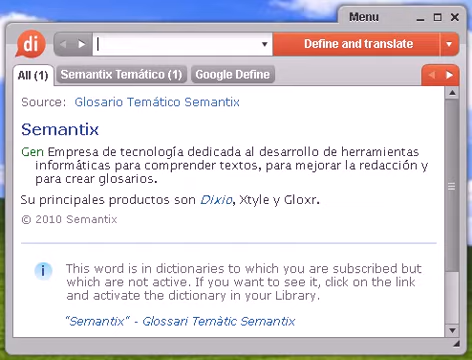 Menu
di
Define and translate
All (1)
Semantix Temático (1)
Google Define
Source: Glosario Temático Semantix
Semantix
Gen Empresa de tecnología dedicada al desarrollo de herramientas
informáticas para comprender textos, para mejorar la redacción y
para crear glosarios.
Su principales productos son Dixio, Xtyle y Gloxr.
© 2010 Semantix
i
This word is in dictionaries to which you are subscribed but
which are not active. If you want to see it, click on the link
and activate the dictionary in your Library.
"Semantix" - Glossari Temàtic Semantix